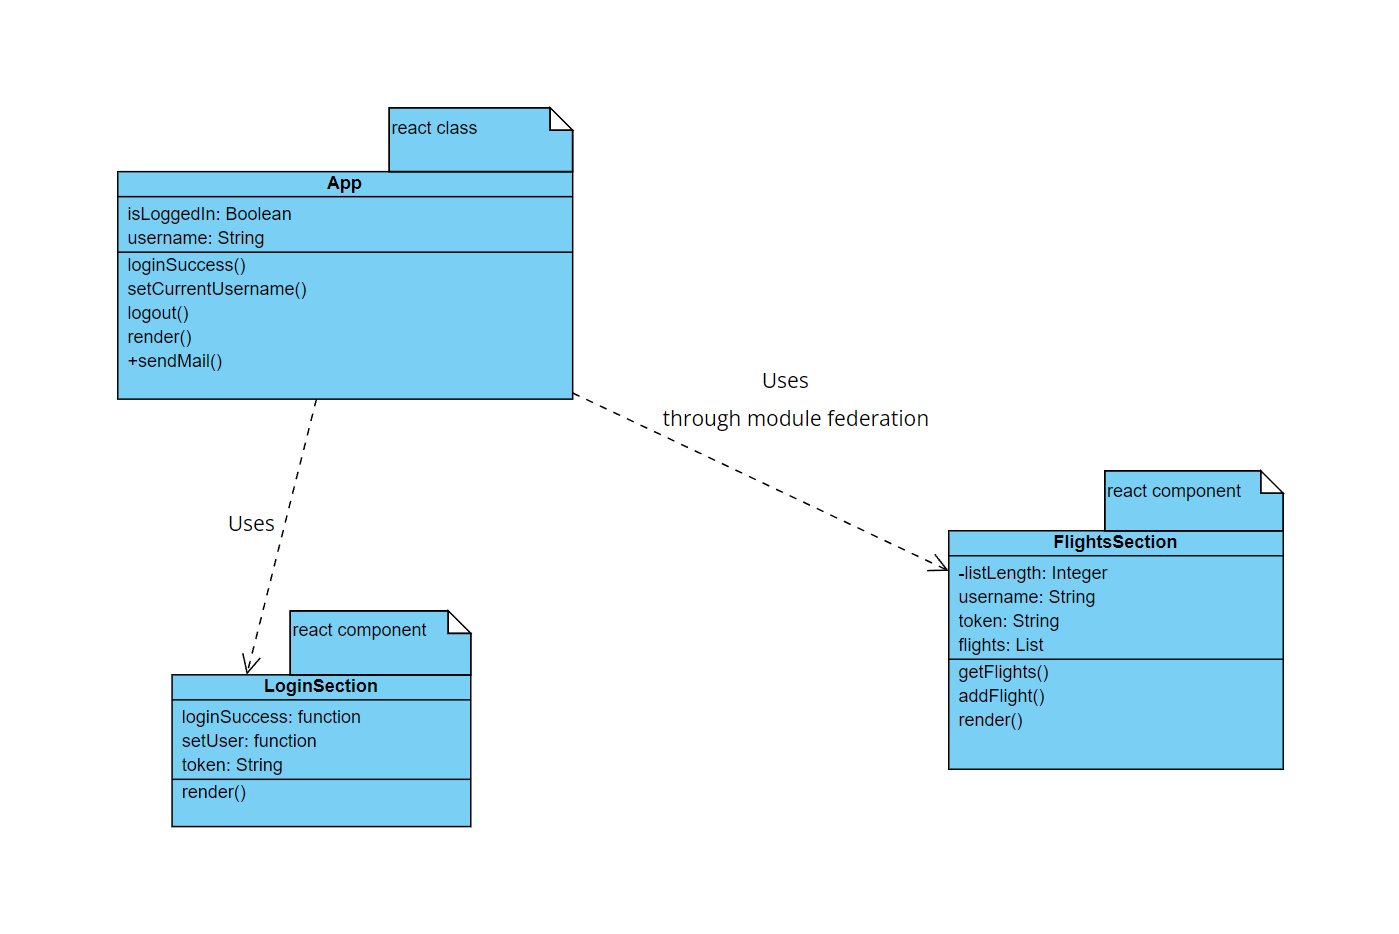 react class
App
isLoggedIn: Boolean
username: String
loginSuccess()
setCurrentUsername()
logout()
render()
+sendMail()
Uses
through module federation
Uses
react component
FlightsSection
-listLength: Integer
username: String
token: String
flights: List
getFlights()
addFlight()
render()
react component
LoginSection
loginSuccess: function
setUser: function
token: String
render()